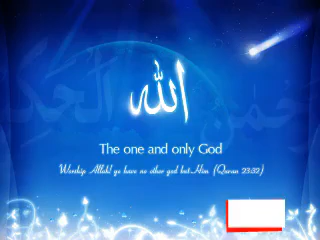 الله
The one and only God
Worship Allah! ye have no other god but Him (Quran 23:32)